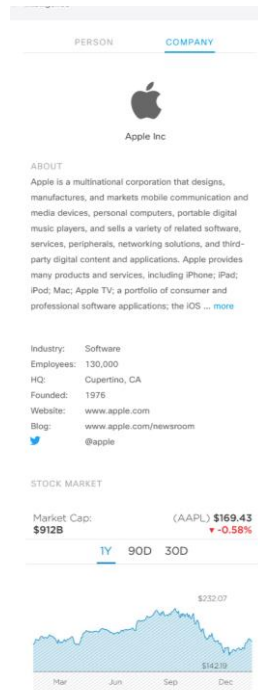 PERSON COMPANY
Apple Inc
ABOUT
Apple is a multinational corporation that designs,
manufactures, and markets mobile communication and
media devices, personal computers, portable digital
music players, and sells a variety of related software,
services, peripherals, networking solutions, and third-
party digital content and applications. Apple provides
many products and services, including iPhone; iPad;
iPod; Mac; Apple TV; a portfolio of consumer and
professional software applications; the iOS ... more
Industry: Software
Employees: 130,000
HQ: Cupertino, CA
Founded: 1976
Website: www.apple.com
Blog: www.apple.com/newsroom
@apple
STOCK MARKET
Market Cap: (AAPL) $169.43
$912B ▼ -0.58%
1Y 90D 30D
$232.07
$142.19
Mar Jun Sep Dec